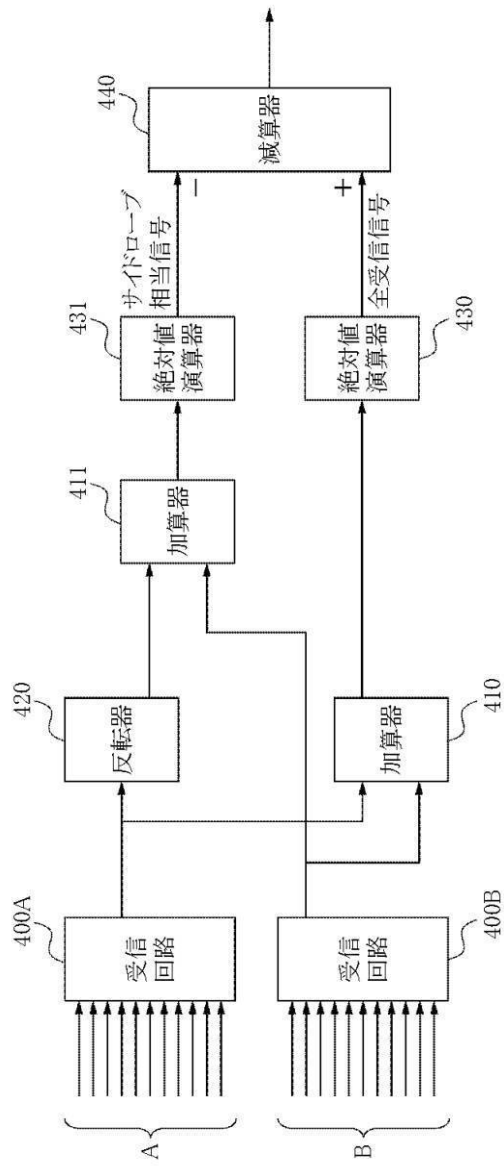 A
B
400A
受信
回路
400B
受信
回路
420
反転器
410
加算器
411
加算器
431
絶対値
演算器
430
絶対値
演算器
サイドローブ
相当信号
全受信信号
440
−
+
減算器